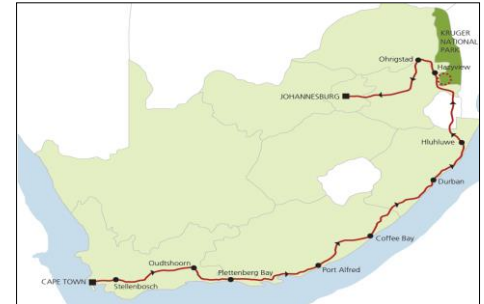 KRUGER
NATIONAL
PARK
Ohrigstad
Hazyview
JOHANNESBURG
Hluhluwe
Durban
Coffee Bay
Oudtshoorn
Plettenberg Bay
Port Alfred
CAPE TOWN
Stellenbosch